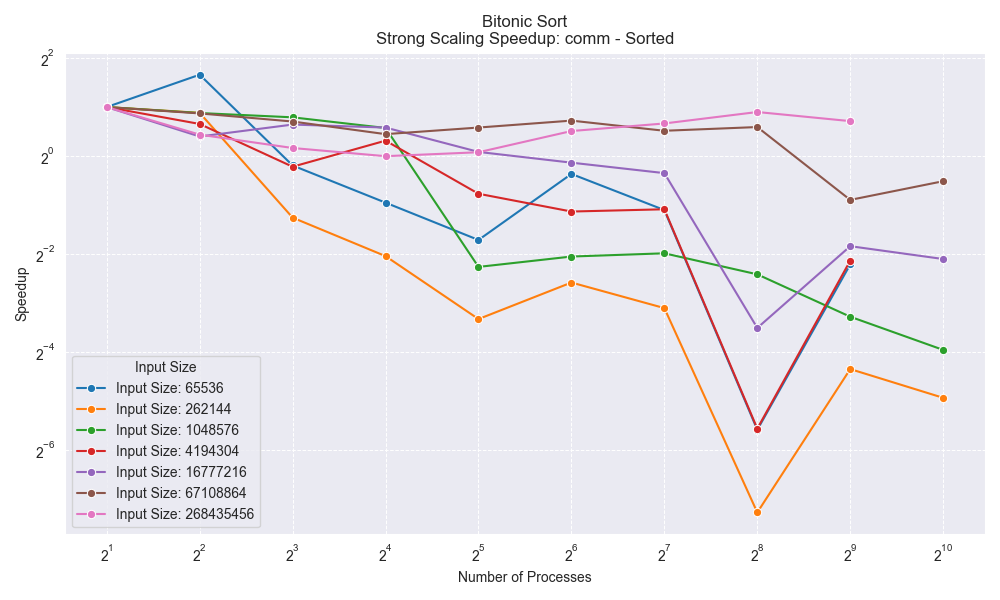 Bitonic Sort
Strong Scaling Speedup: comm - Sorted
2^2
2^0
2^−2
2^−4
2^−6
Speedup
Input Size
Input Size: 65536
Input Size: 262144
Input Size: 1048576
Input Size: 4194304
Input Size: 16777216
Input Size: 67108864
Input Size: 268435456
2^1 2^2 2^3 2^4 2^5 2^6 2^7 2^8 2^9 2^10
Number of Processes